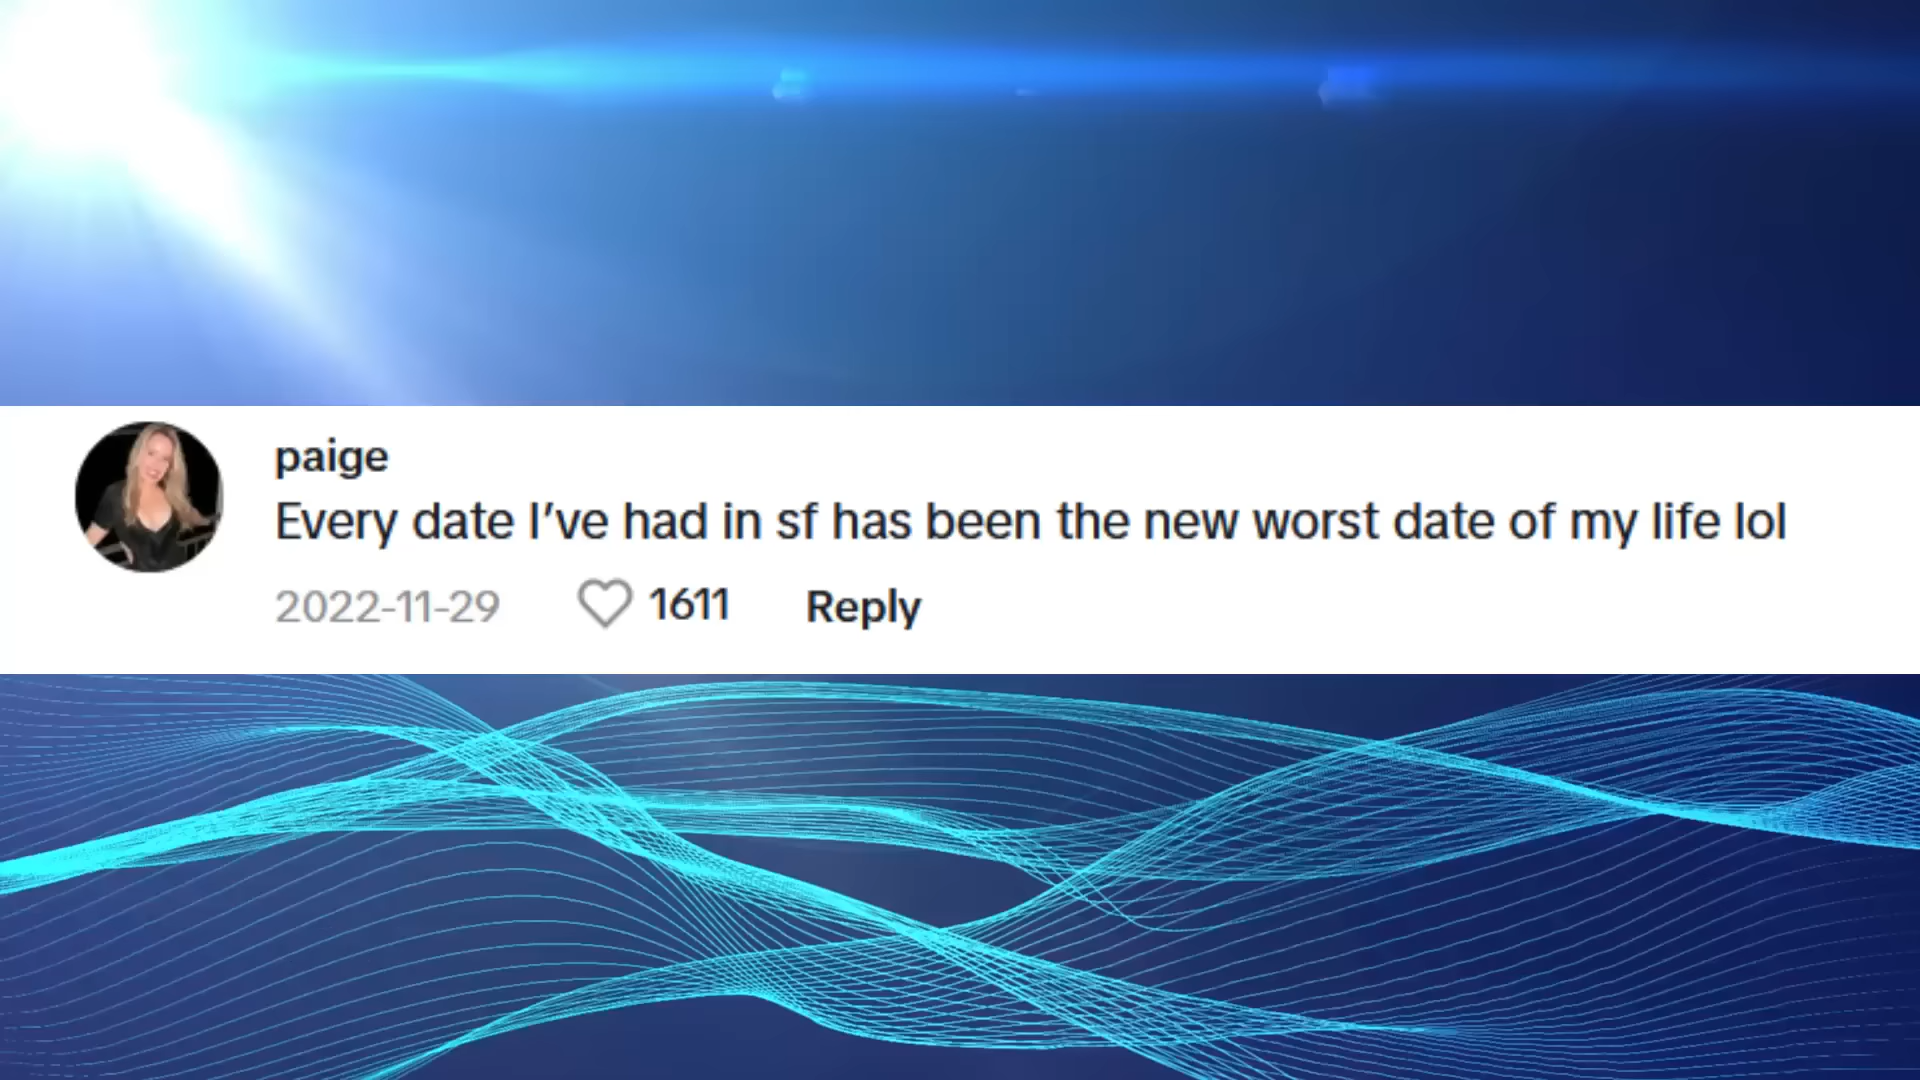 paige
Every date I’ve had in sf has been the new worst date of my life lol
2022-11-29 1611 Reply